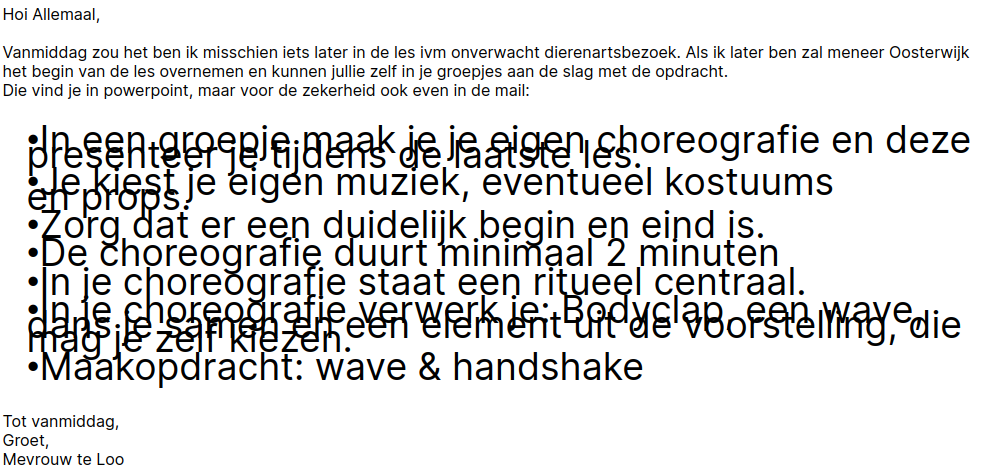 Hoi Allemaal,
Vanmiddag zou het ben ik misschien iets later in de les ivm onverwacht dierenartsbezoek. Als ik later ben zal meneer Oosterwijk
het begin van de les overnemen en kunnen jullie zelf in je groepjes aan de slag met de opdracht.
Die vind je in powerpoint, maar voor de zekerheid ook even in de mail:
•In een groepje maak je je eigen choreografie en deze
presenteer je tijdens de laatste les.
•Je kiest je eigen muziek, eventueel kostuums
en props.
•Zorg dat er een duidelijk begin en eind is.
•De choreografie duurt minimaal 2 minuten
•In je choreografie staat een ritueel centraal.
•In je choreografie verwerk je: Bodyclap, een wave,
dans je samen en een element uit de voorstelling, die
mag je zelf kiezen.
•Maakopdracht: wave & handshake
Tot vanmiddag,
Groet,
Mevrouw te Loo